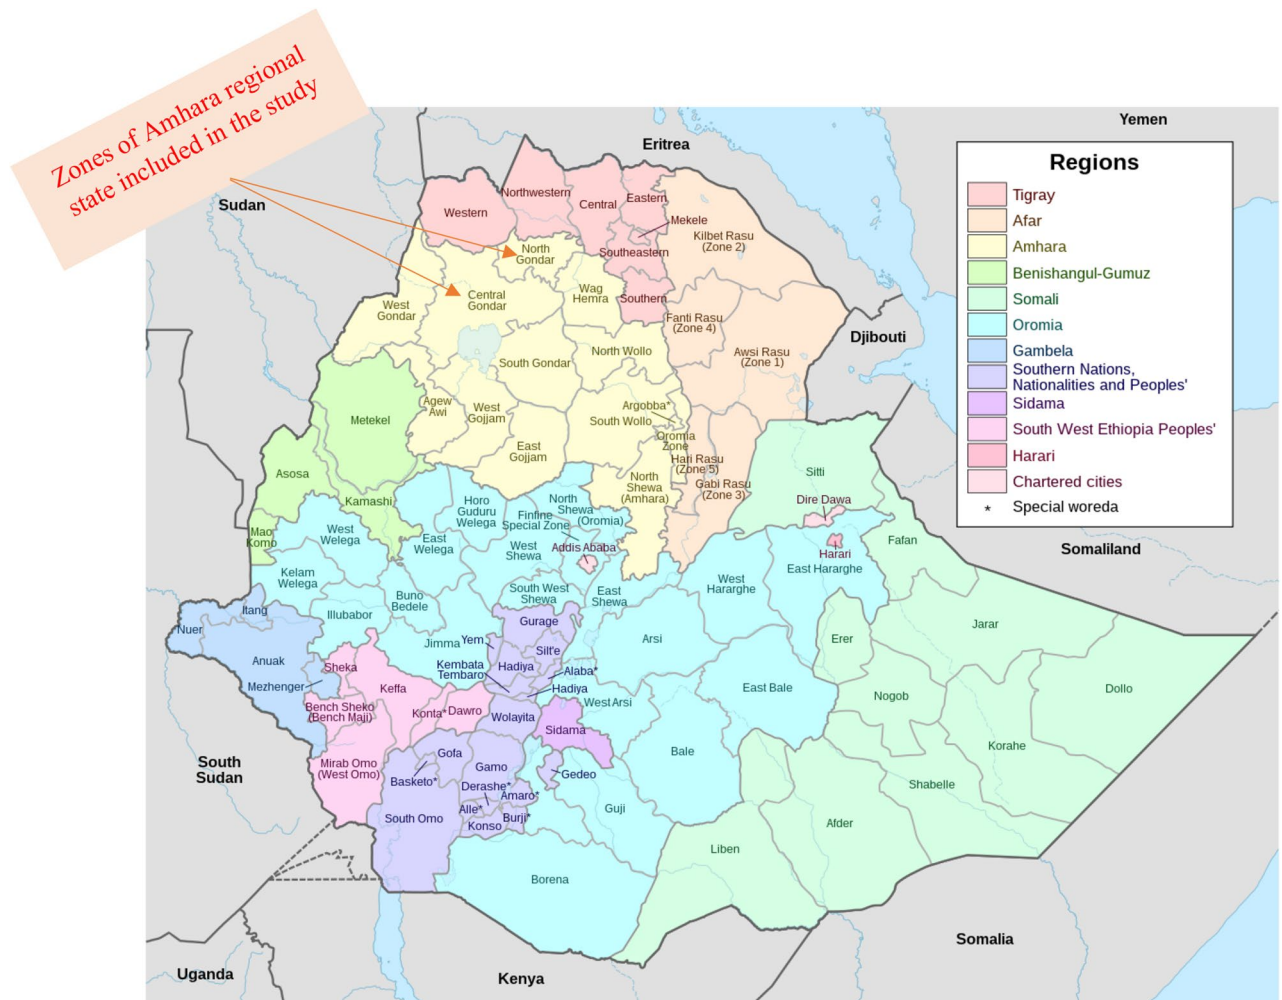 Zones of Amhara regional
state included in the study
Yemen
Eritrea
Sudan
Regions
Tigray
Afar
Amhara
Benishangul-Gumuz
Somali
Oromia
Gambela
Southern Nations,
Nationalities and Peoples'
Sidama
South West Ethiopia Peoples'
Harari
Chartered cities
* Special woreda
Northwestern
Western
Central
Eastern
Mekele
Kilbet Rasu
(Zone 2)
North
Gondar
Southeastern
Central
Gondar
Wag
Hemra
Southern
West
Gondar
Fanti Rasu
(Zone 4)
Djibouti
North Wollo
Awsi Rasu
(Zone 1)
South Gondar
Agew
Awi
West
Gojjam
Argobba*
South Wollo
Metekel
Oromia
Zone
East
Gojjam
Hari Rasu
(Zone 5)
Asosa
North
Shewa
(Amhara)
Gabi Rasu
(Zone 3)
Sitti
Kamashi
Horo
Guduru
Welega
North
Shewa
(Oromia)
Dire Dawa
Finfine
Special Zone
Mao
Komo
West
Welega
East
Welega
West
Shewa
Addis Ababa
Harari
Fafan
Somaliland
East Hararghe
Kelam
Welega
West
Hararghe
Buno
Bedele
South West
Shewa
East
Shewa
Itang
Illubabor
Nuer
Gurage
Jarar
Jimma
Yem
Arsi
Erer
Silt'e
Anuak
Sheka
Kembata
Tembaro
Hadiya
Alaba*
Mezhenger
Keffa
Hadiya
East Bale
Dollo
Nogob
West Arsi
Bench Sheko
(Bench Maji)
Konta*
Dawro
Wolayita
Sidama
Korahe
Bale
Gofa
South
Sudan
Mirab Omo
(West Omo)
Gamo
Gedeo
Basketo*
Derashe*
Amaro*
Shabelle
Alle*
Guji
South Omo
Konso
Burji*
Afder
Liben
Borena
Somalia
Uganda
Kenya